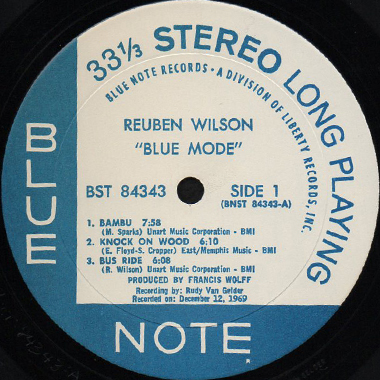 33⅓ STEREO LONG PLAYING
BLUE NOTE RECORDS • A DIVISION OF LIBERTY RECORDS, INC.
BLUE
REUBEN WILSON
"BLUE MODE"
BST 84343 SIDE 1
(BNST 84343-A)
1. BAMBU 7:58
(M. Sparks) Unart Music Corporation - BMI
2. KNOCK ON WOOD 6:10
(E. Floyd-S. Cropper) East/Memphis Music - BMI
3. BUS RIDE 6:08
(R. Wilson) Unart Music Corporation - BMI
PRODUCED BY FRANCIS WOLFF
Recording by: Rudy Van Gelder
Recorded on: December 12, 1969
NOTE